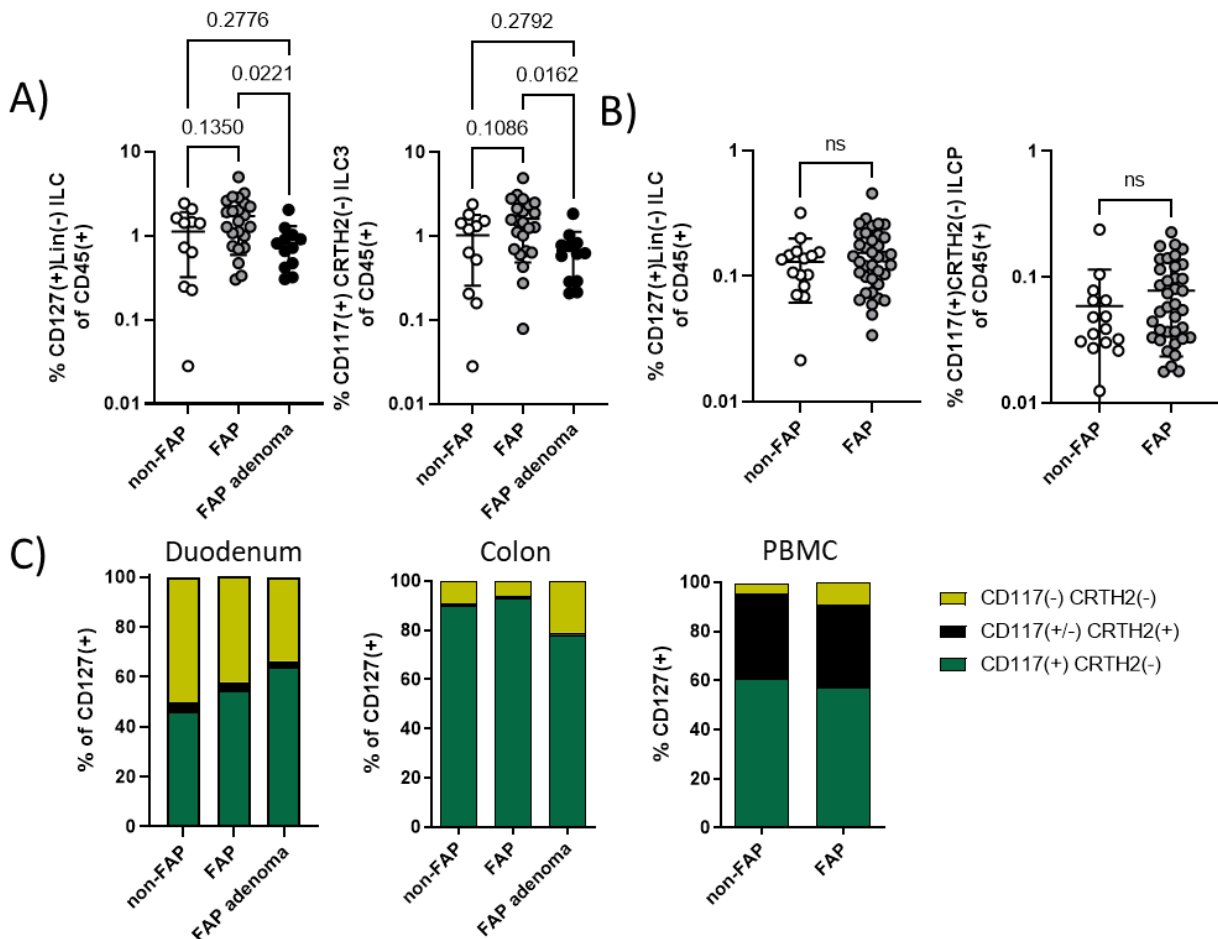 A)
0.2776
0.0221
0.1350
% CD127(+)Lin(-) ILC
of CD45(+)
10
1
0.1
0.01
non-FAP
FAP
FAP adenoma
0.2792
0.0162
0.1086
% CD117(+) CRTH2(-) ILC3
of CD45(+)
10
1
0.1
0.01
non-FAP
FAP
FAP adenoma
B)
ns
% CD127(+)Lin(-) ILC
of CD45(+)
1
0.1
0.01
non-FAP
FAP
ns
% CD117(+)CRTH2(-) ILCP
of CD45(+)
1
0.1
0.01
non-FAP
FAP
C)
Duodenum
% of CD127(+)
100
80
60
40
20
0
non-FAP
FAP
FAP adenoma
Colon
% of CD127(+)
100
80
60
40
20
0
non-FAP
FAP
FAP adenoma
PBMC
% CD127(+)
100
80
60
40
20
0
non-FAP
FAP
CD117(-) CRTH2(-)
CD117(+/-) CRTH2(+)
CD117(+) CRTH2(-)